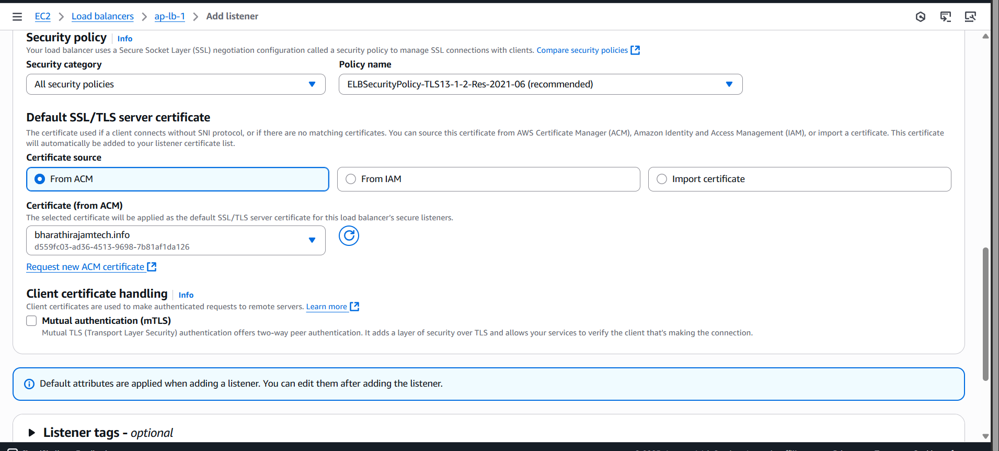 EC2 > Load balancers > ap-lb-1 > Add listener
Security policy | Info
Your load balancer uses a Secure Socket Layer (SSL) negotiation configuration called a security policy to manage SSL connections with clients. Compare security policies
Security category
Policy name
All security policies
ELBSecurityPolicy-TLS13-1-2-Res-2021-06 (recommended)
Default SSL/TLS server certificate
The certificate used if a client connects without SNI protocol, or if there are no matching certificates. You can source this certificate from AWS Certificate Manager (ACM), Amazon Identity and Access Management (IAM), or import a certificate. This certificate
will automatically be added to your listener certificate list.
Certificate source
From ACM
From IAM
Import certificate
Certificate (from ACM)
The selected certificate will be applied as the default SSL/TLS server certificate for this load balancer’s secure listeners.
bharathirajamtech.info
d559fc03-ad36-4513-9698-7b81af1da126
Request new ACM certificate
Client certificate handling | Info
Client certificates are used to make authenticated requests to remote servers. Learn more
Mutual authentication (mTLS)
Mutual TLS (Transport Layer Security) authentication offers two-way peer authentication. It adds a layer of security over TLS and allows your services to verify the client that's making the connection.
Default attributes are applied when adding a listener. You can edit them after adding the listener.
Listener tags - optional